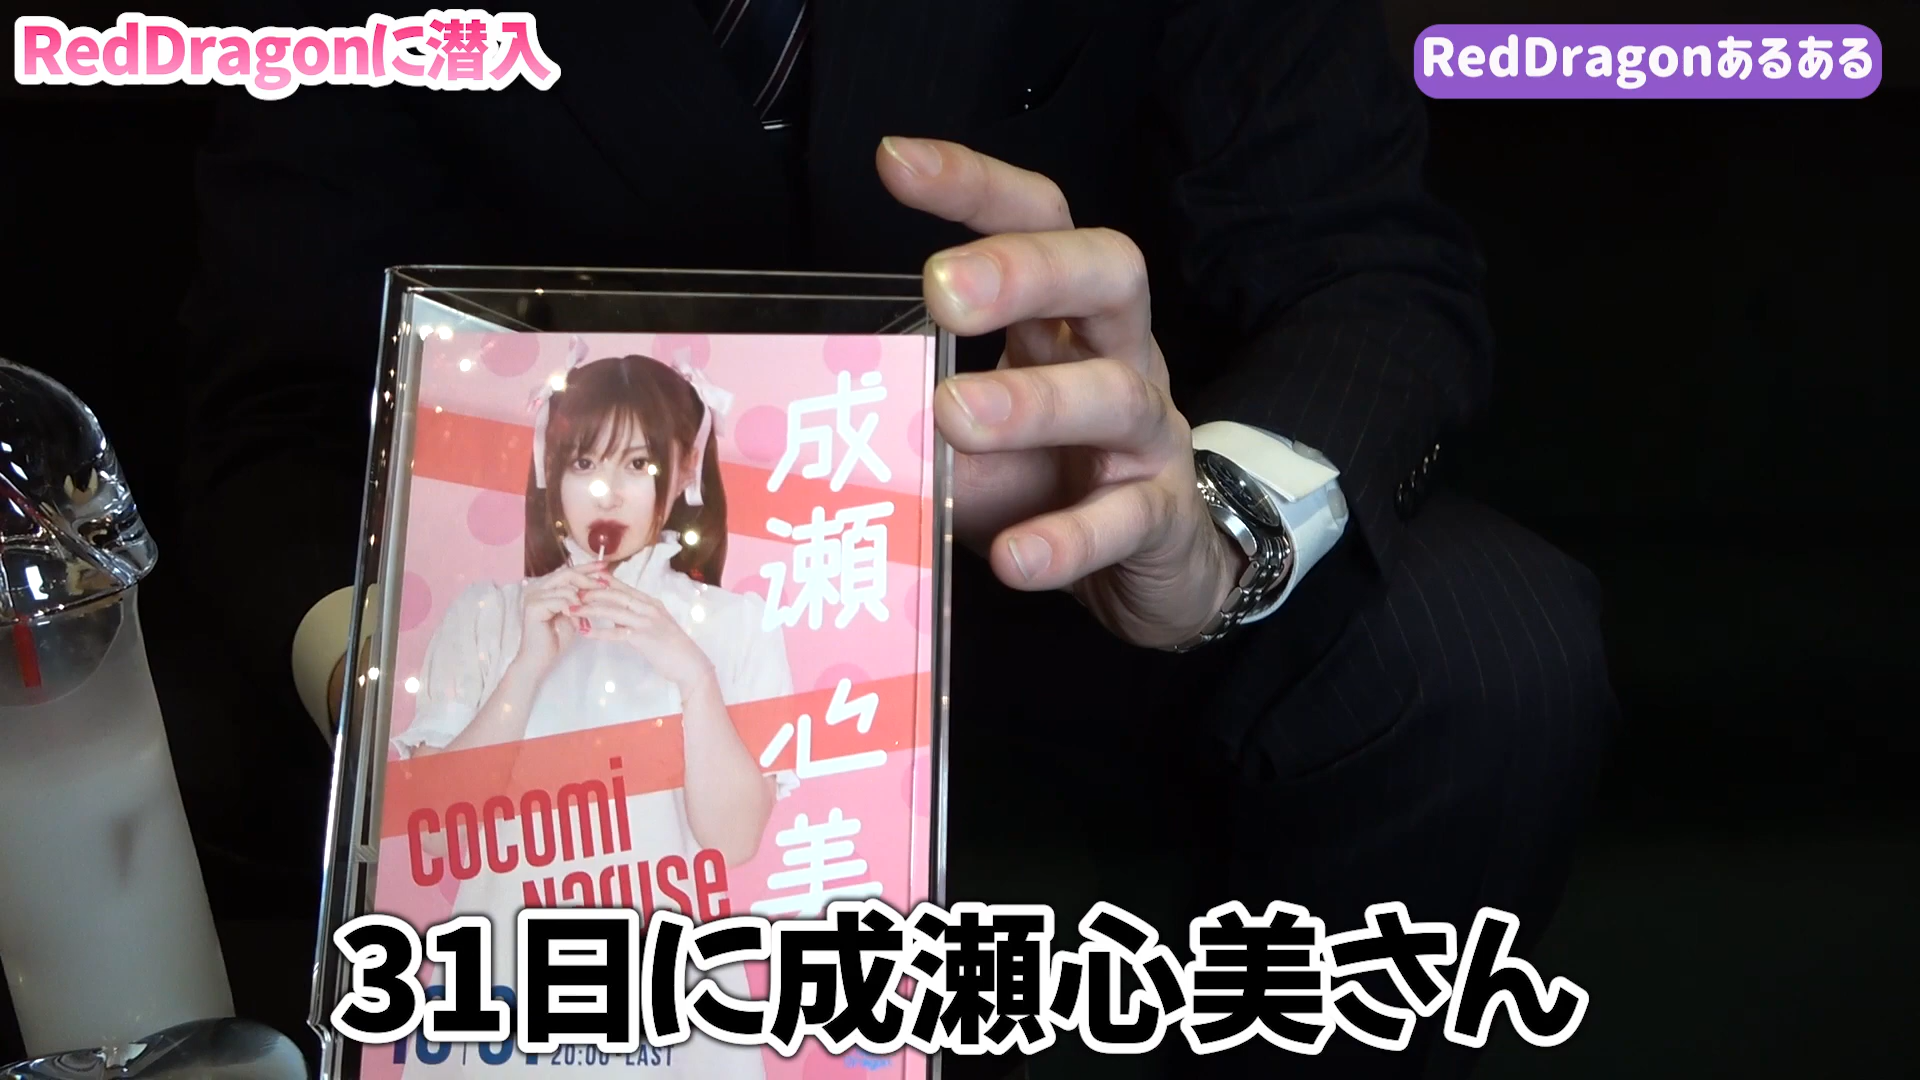 RedDragonに潜入
RedDragonあるある
成瀬心美
cocomi
Naruse
31日に成瀬心美さん
20:00-LAST